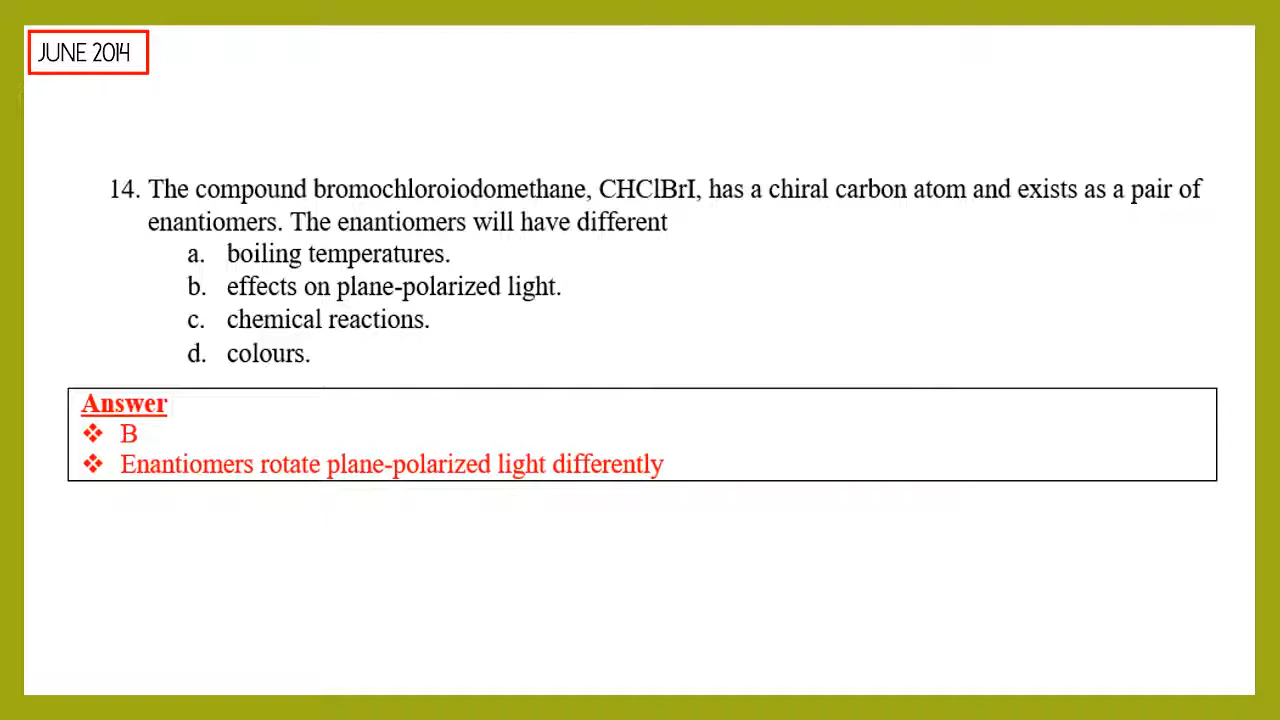 JUNE 2014
14. The compound bromochloroiodomethane, CHClBrI, has a chiral carbon atom and exists as a pair of
enantiomers. The enantiomers will have different
a. boiling temperatures.
b. effects on plane-polarized light.
c. chemical reactions.
d. colours.
Answer
❖ B
❖ Enantiomers rotate plane-polarized light differently